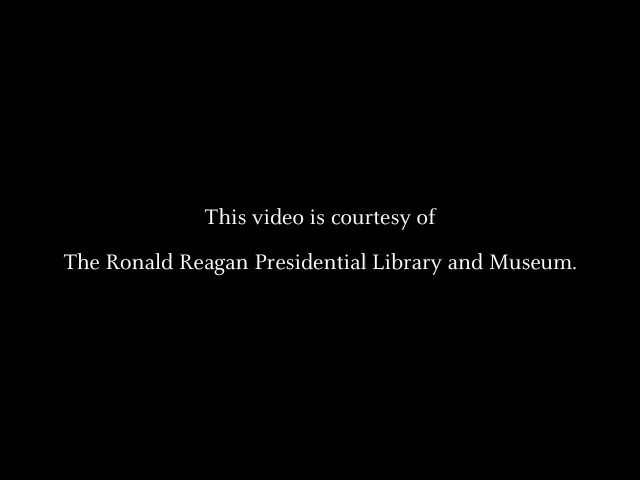 This video is courtesy of
The Ronald Reagan Presidential Library and Museum.